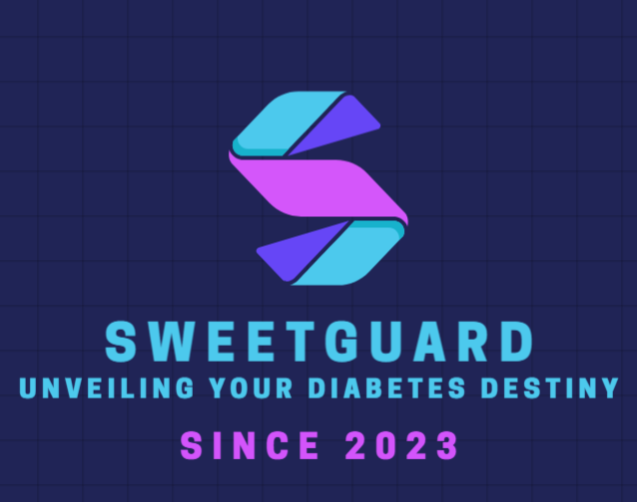 SWEETGUARD
UNVEILING YOUR DIABETES DESTINY
SINCE 2023